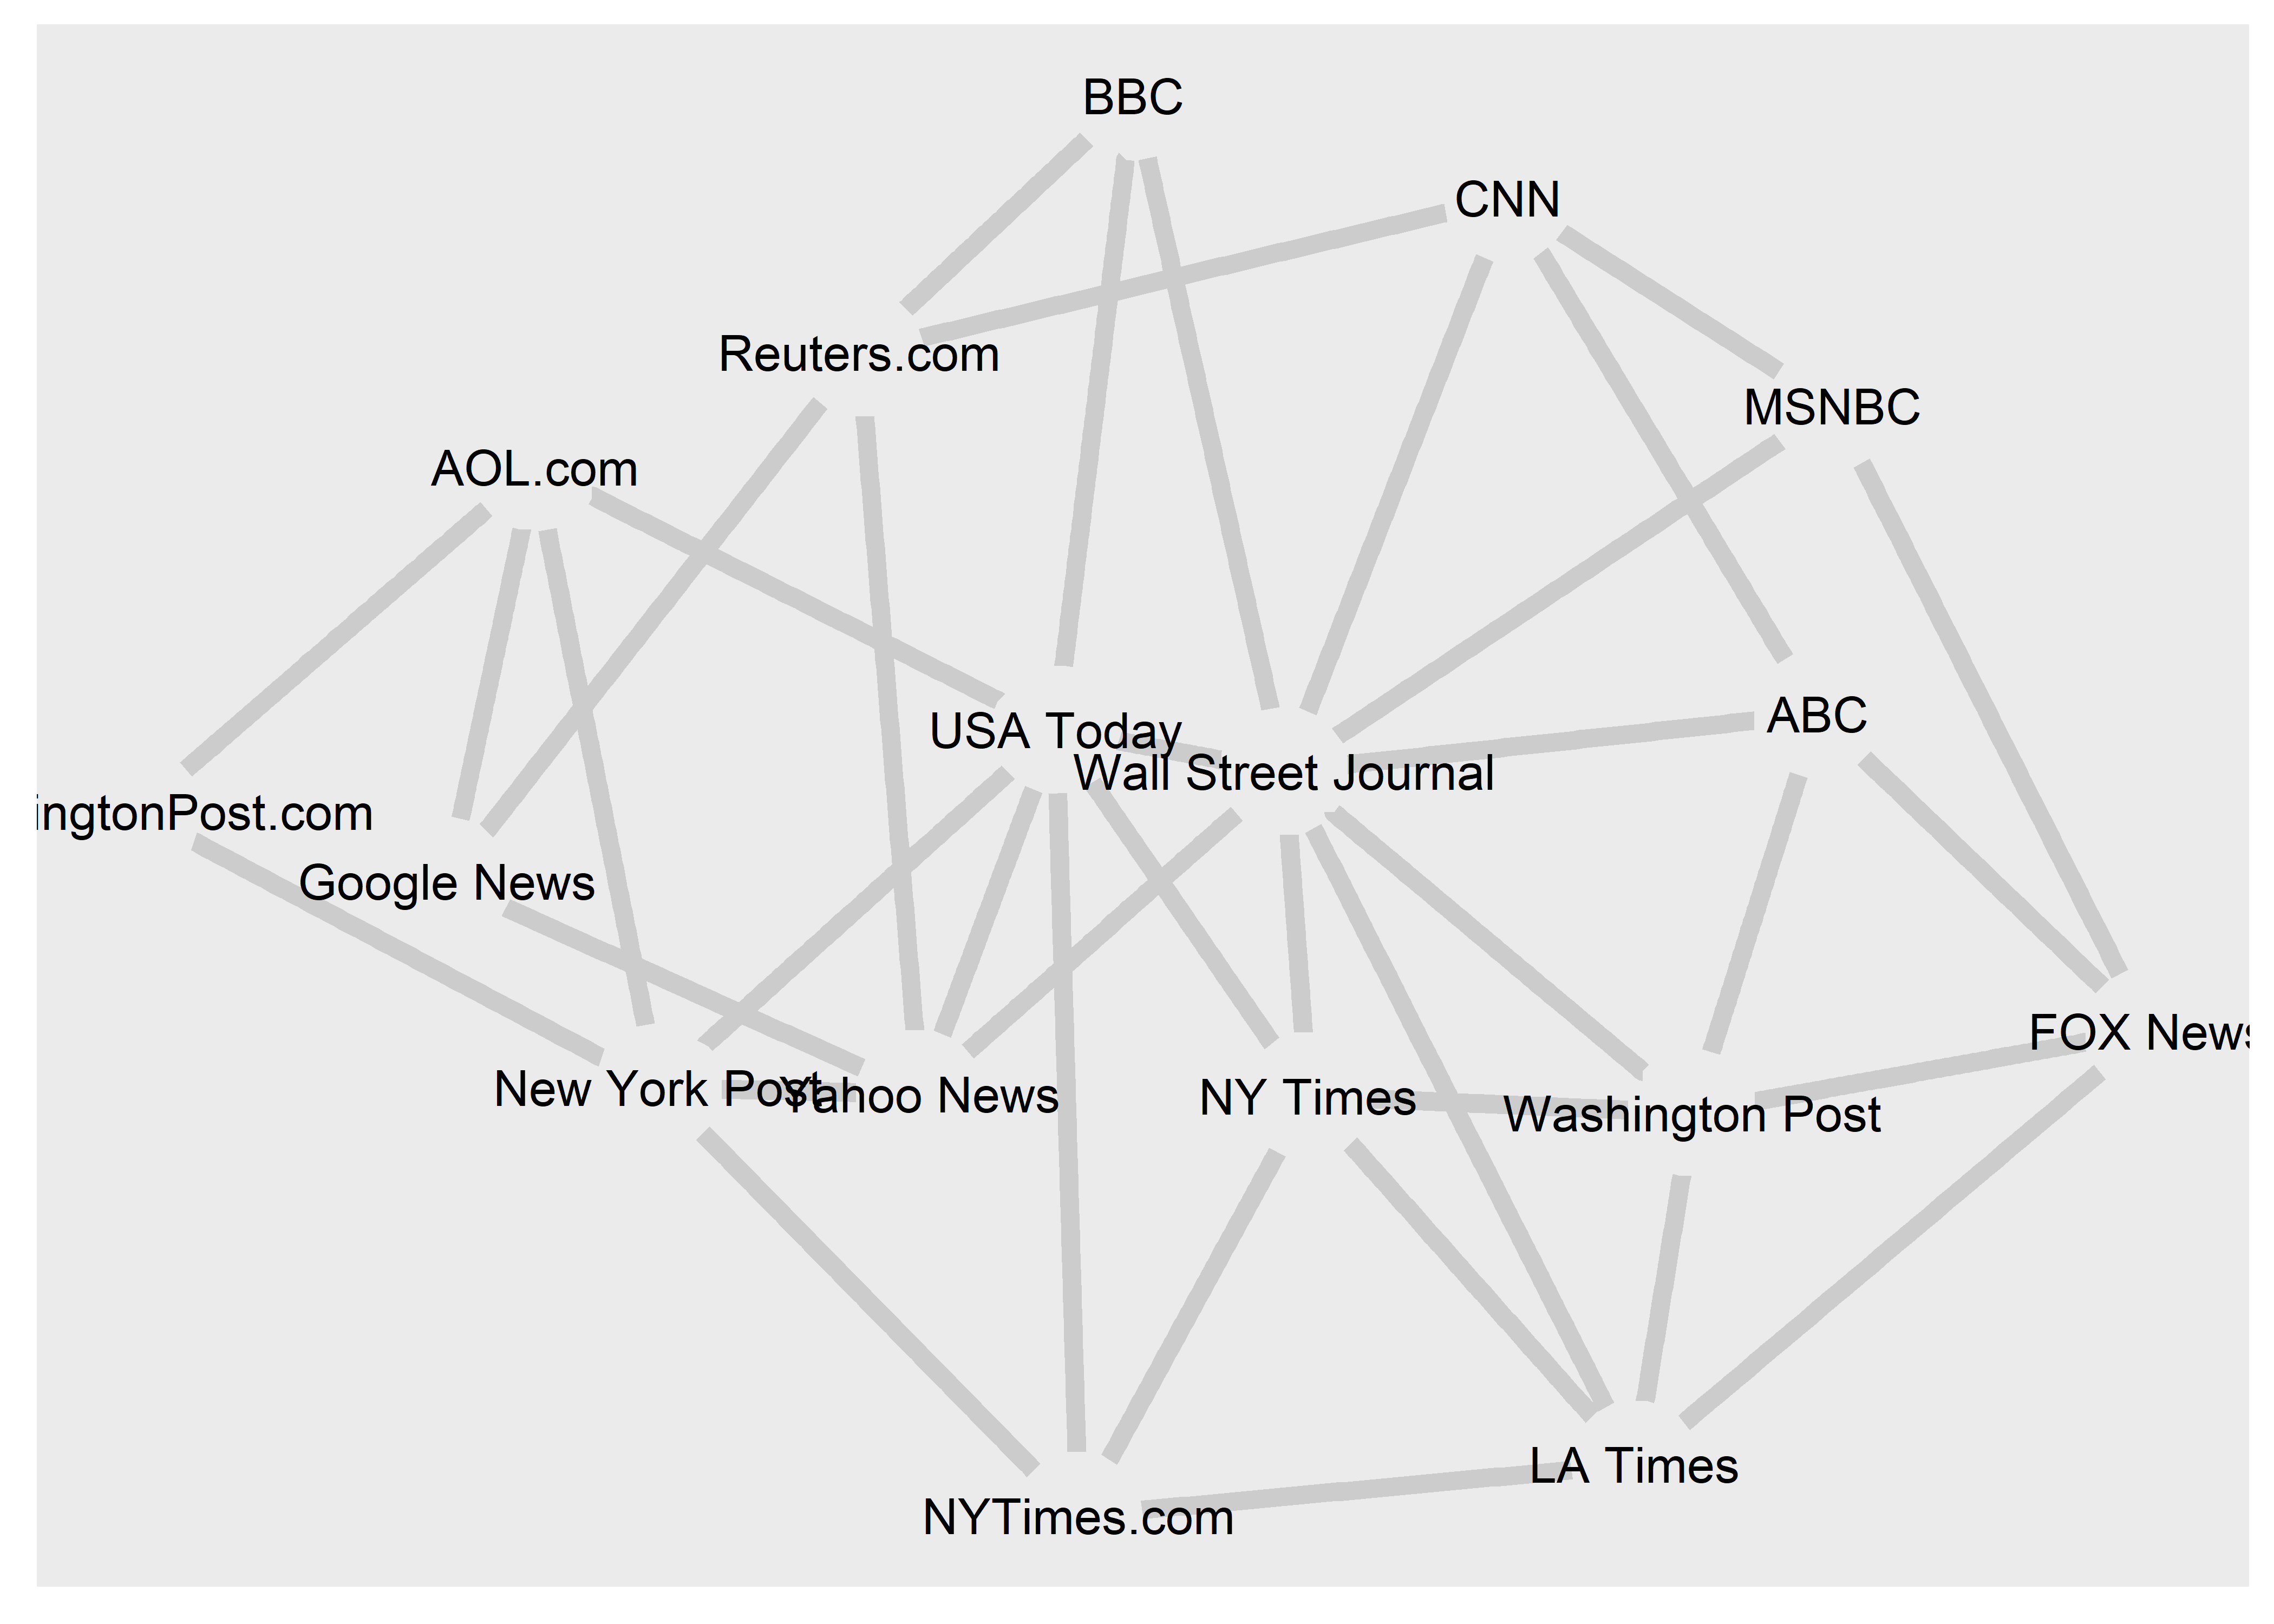 BBC
CNN
Reuters.com
MSNBC
AOL.com
ABC
USA Today
Wall Street Journal
ingtonPost.com
Google News
FOX News
New York Post
Yahoo News
NY Times
Washington Post
LA Times
NYTimes.com